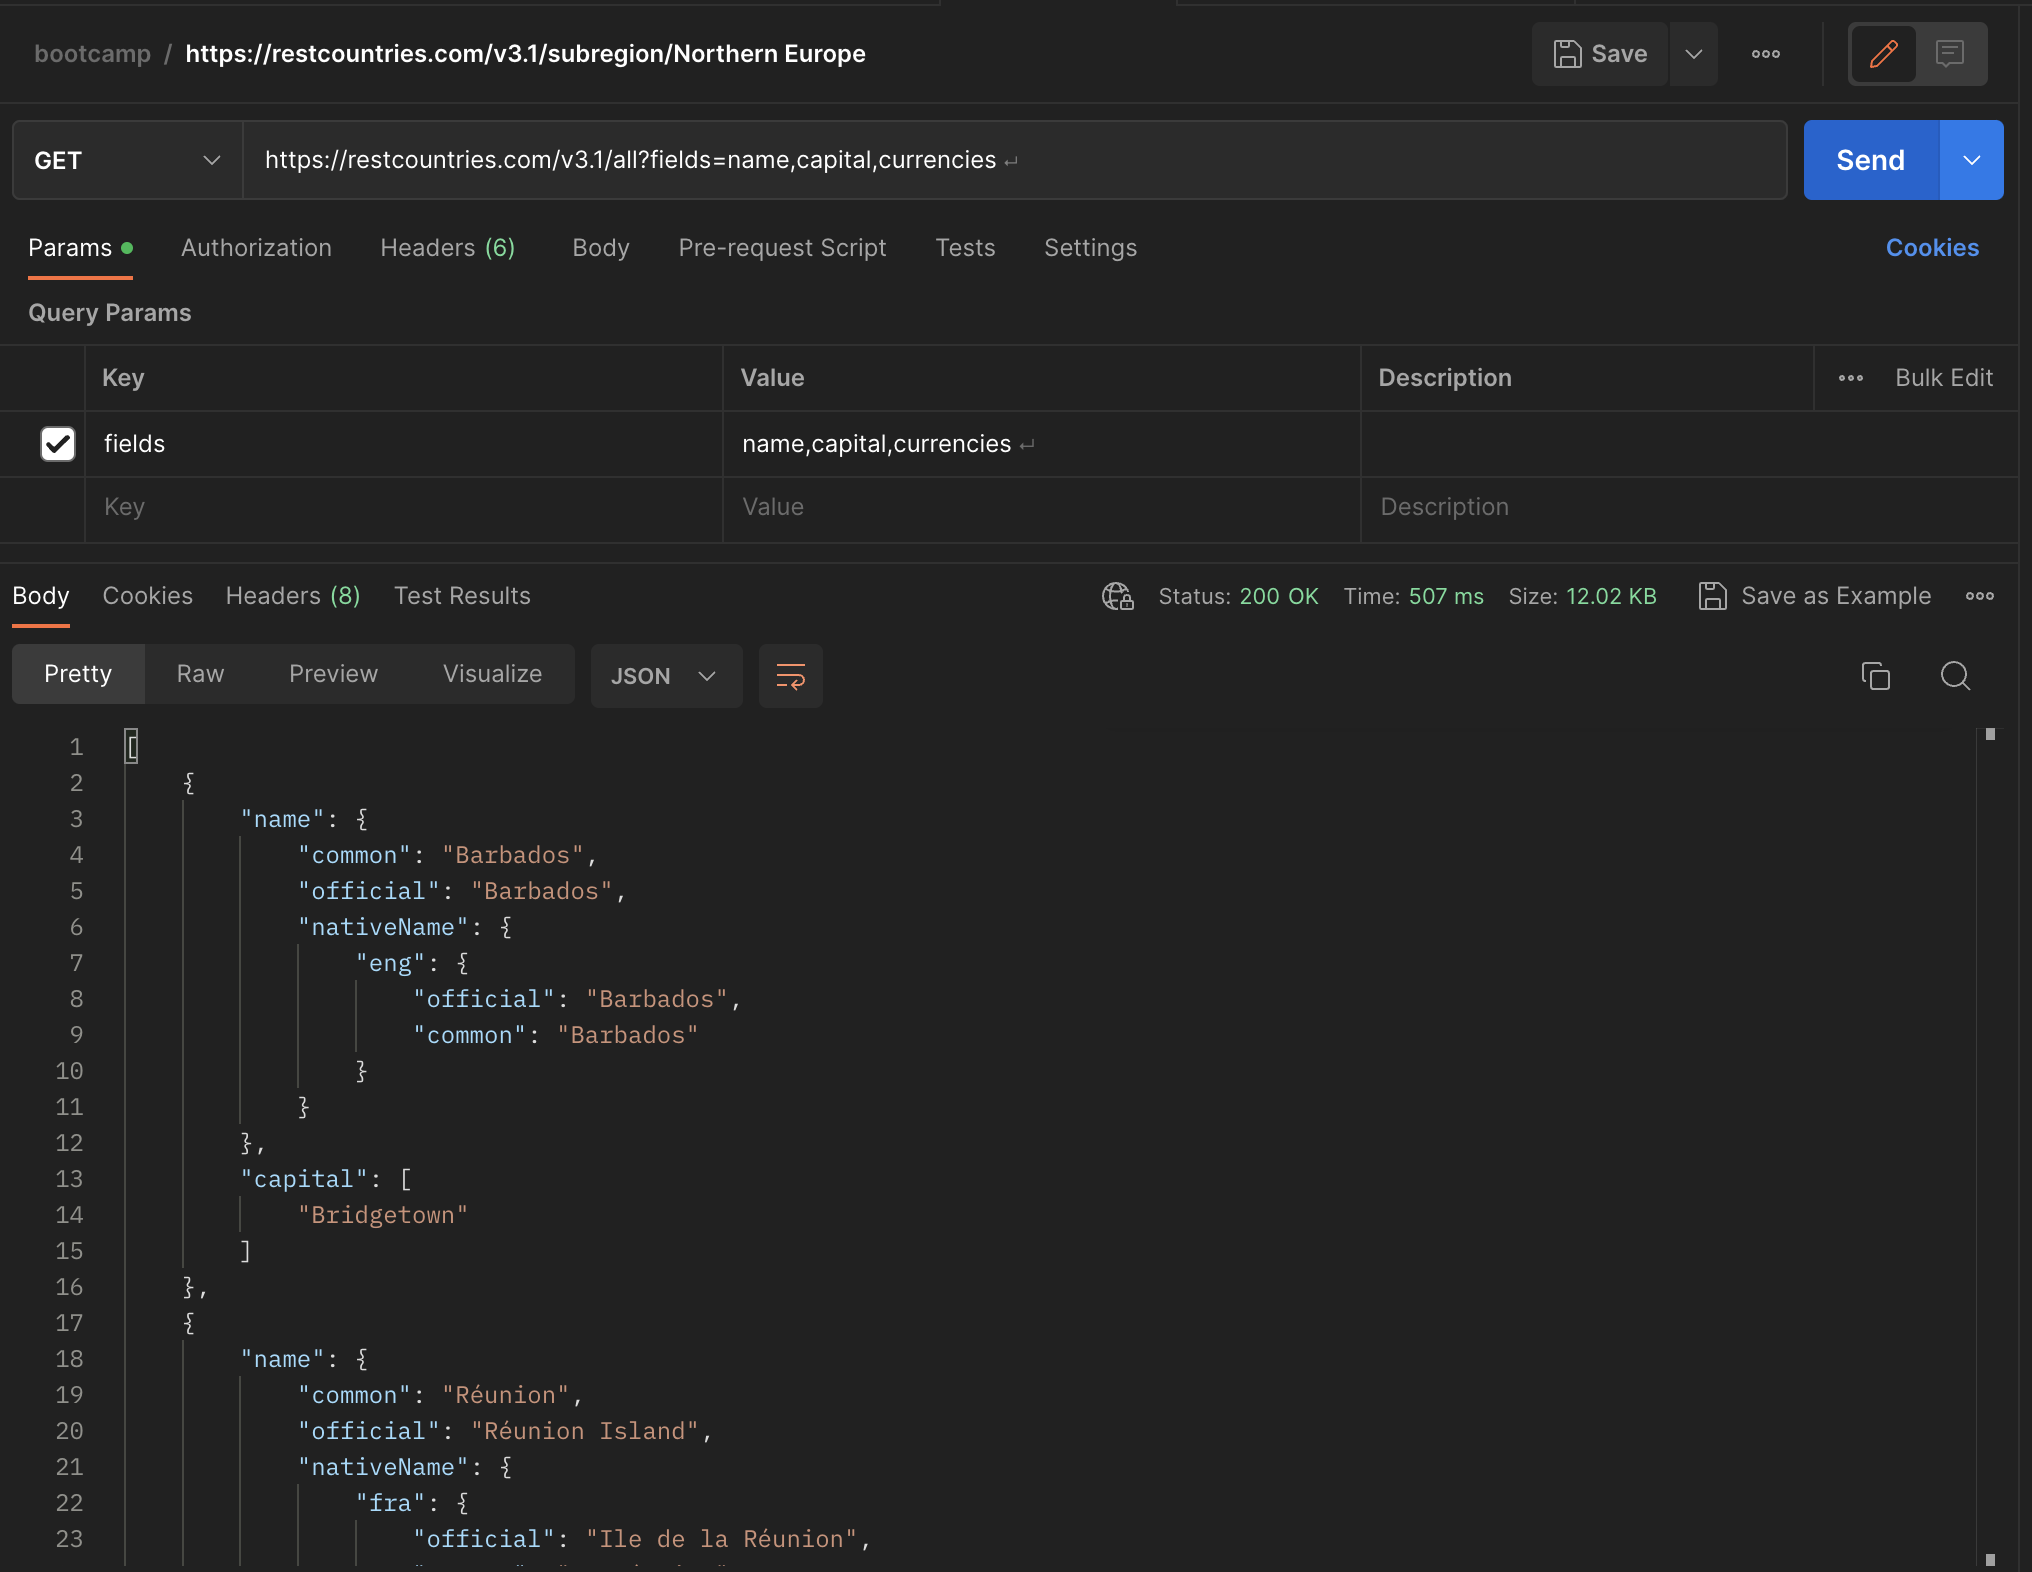 bootcamp / https://restcountries.com/v3.1/subregion/Northern Europe
Save
GET
https://restcountries.com/v3.1/all?fields=name,capital,currencies ↵
Send
Params
Authorization
Headers (6)
Body
Pre-request Script
Tests
Settings
Cookies
Query Params
Key
Value
Description
Bulk Edit
fields
name,capital,currencies ↵
Key
Value
Description
Body
Cookies
Headers (8)
Test Results
Status: 200 OK
Time: 507 ms
Size: 12.02 KB
Save as Example
Pretty
Raw
Preview
Visualize
JSON
1 [
2 {
3 "name": {
4 "common": "Barbados",
5 "official": "Barbados",
6 "nativeName": {
7 "eng": {
8 "official": "Barbados",
9 "common": "Barbados"
10 }
11 }
12 },
13 "capital": [
14 "Bridgetown"
15 ]
16 },
17 {
18 "name": {
19 "common": "Réunion",
20 "official": "Réunion Island",
21 "nativeName": {
22 "fra": {
23 "official": "Ile de la Réunion",